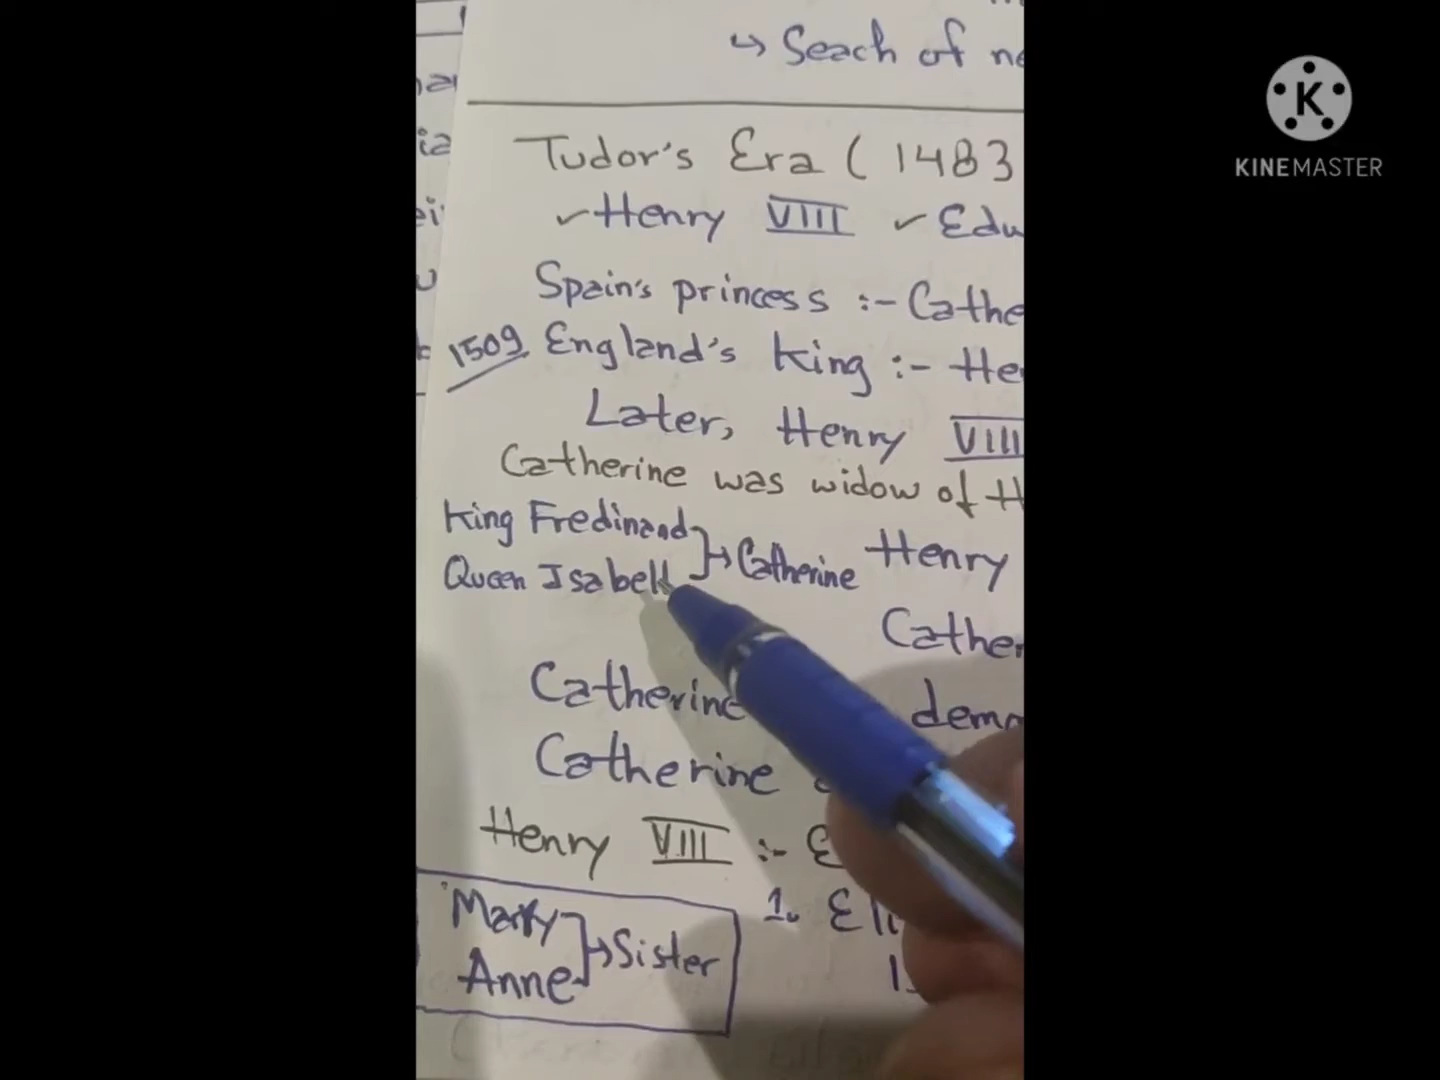 ↳ Seach of
Tudor's Era ( 1483
✓ Henry VIII ✓ Edu
Spain's princess :- Cathe
1509 England's king :- He
Later, Henry VIII
Catherine was widow of H
King Fredinand
Queen Isabell
→ Catherine
Henry
Cather
Catherine dem
Catherine
Henry VIII :- E
1. Eli
Marry
Anne
→ Sister
K
KINEMASTER